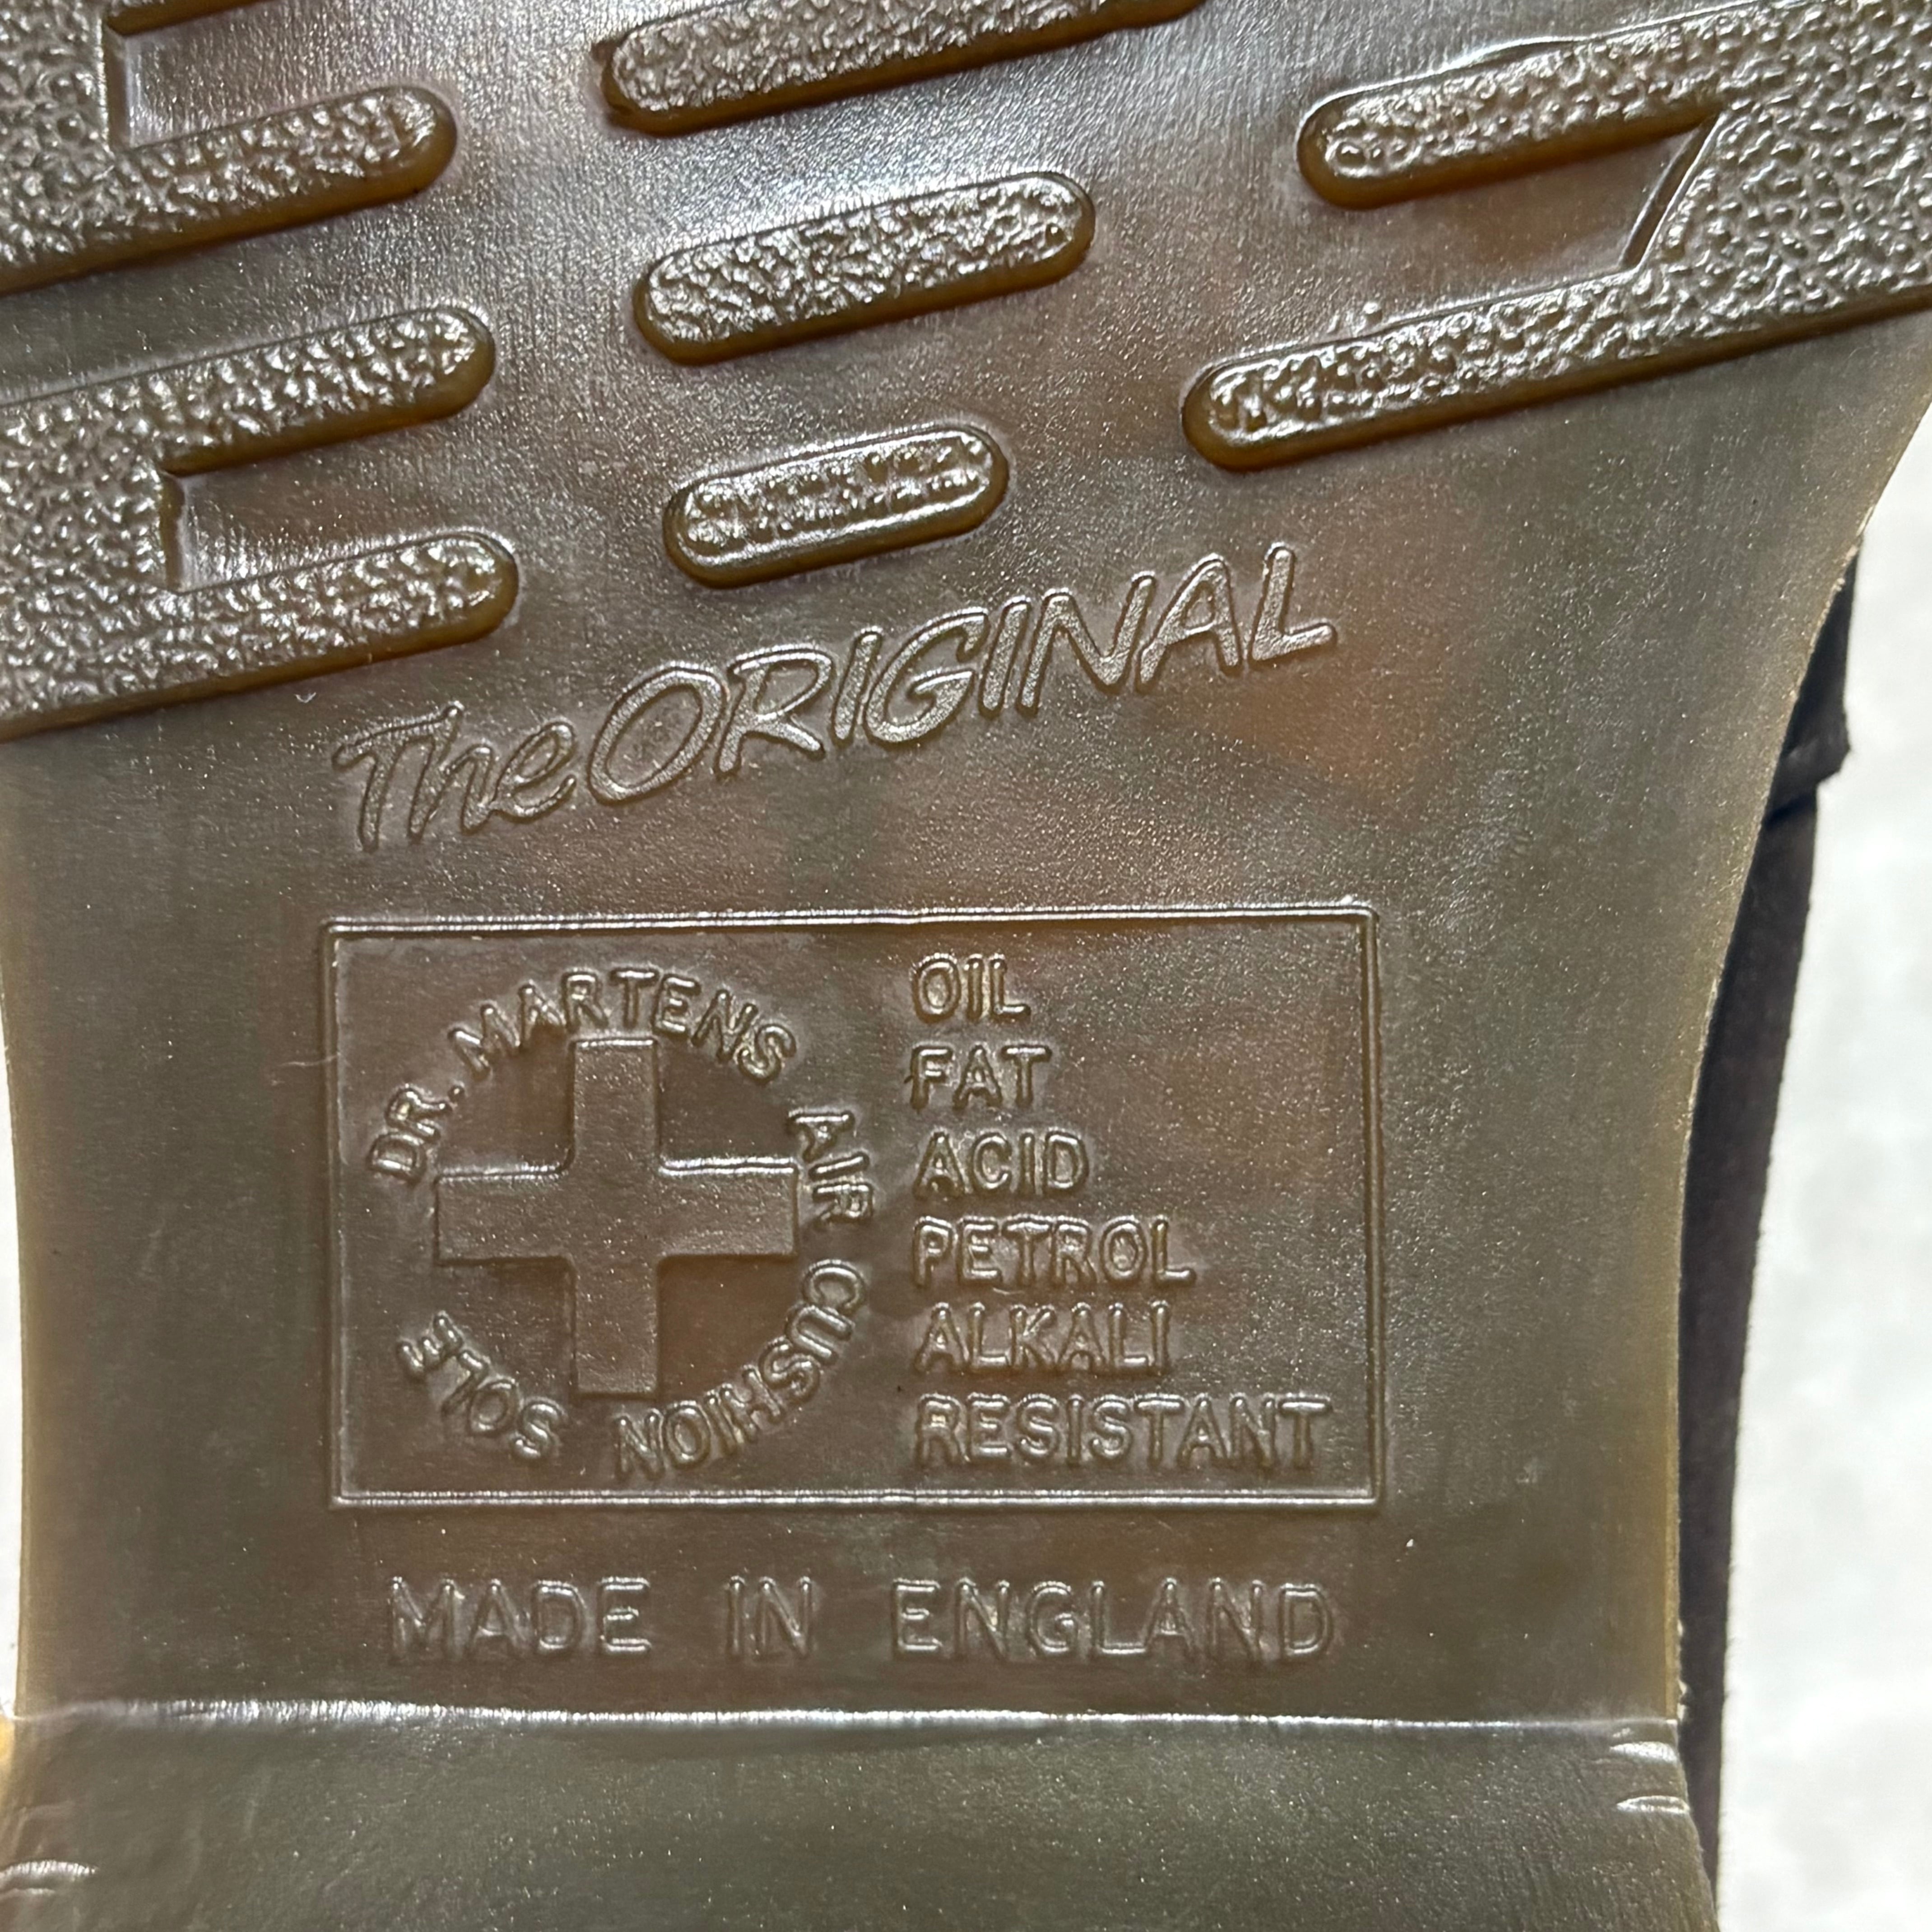 The ORIGINAL
DR. MARTENS AIR CUSHION SOLE
OIL
FAT
ACID
PETROL
ALKALI
RESISTANT
MADE IN ENGLAND